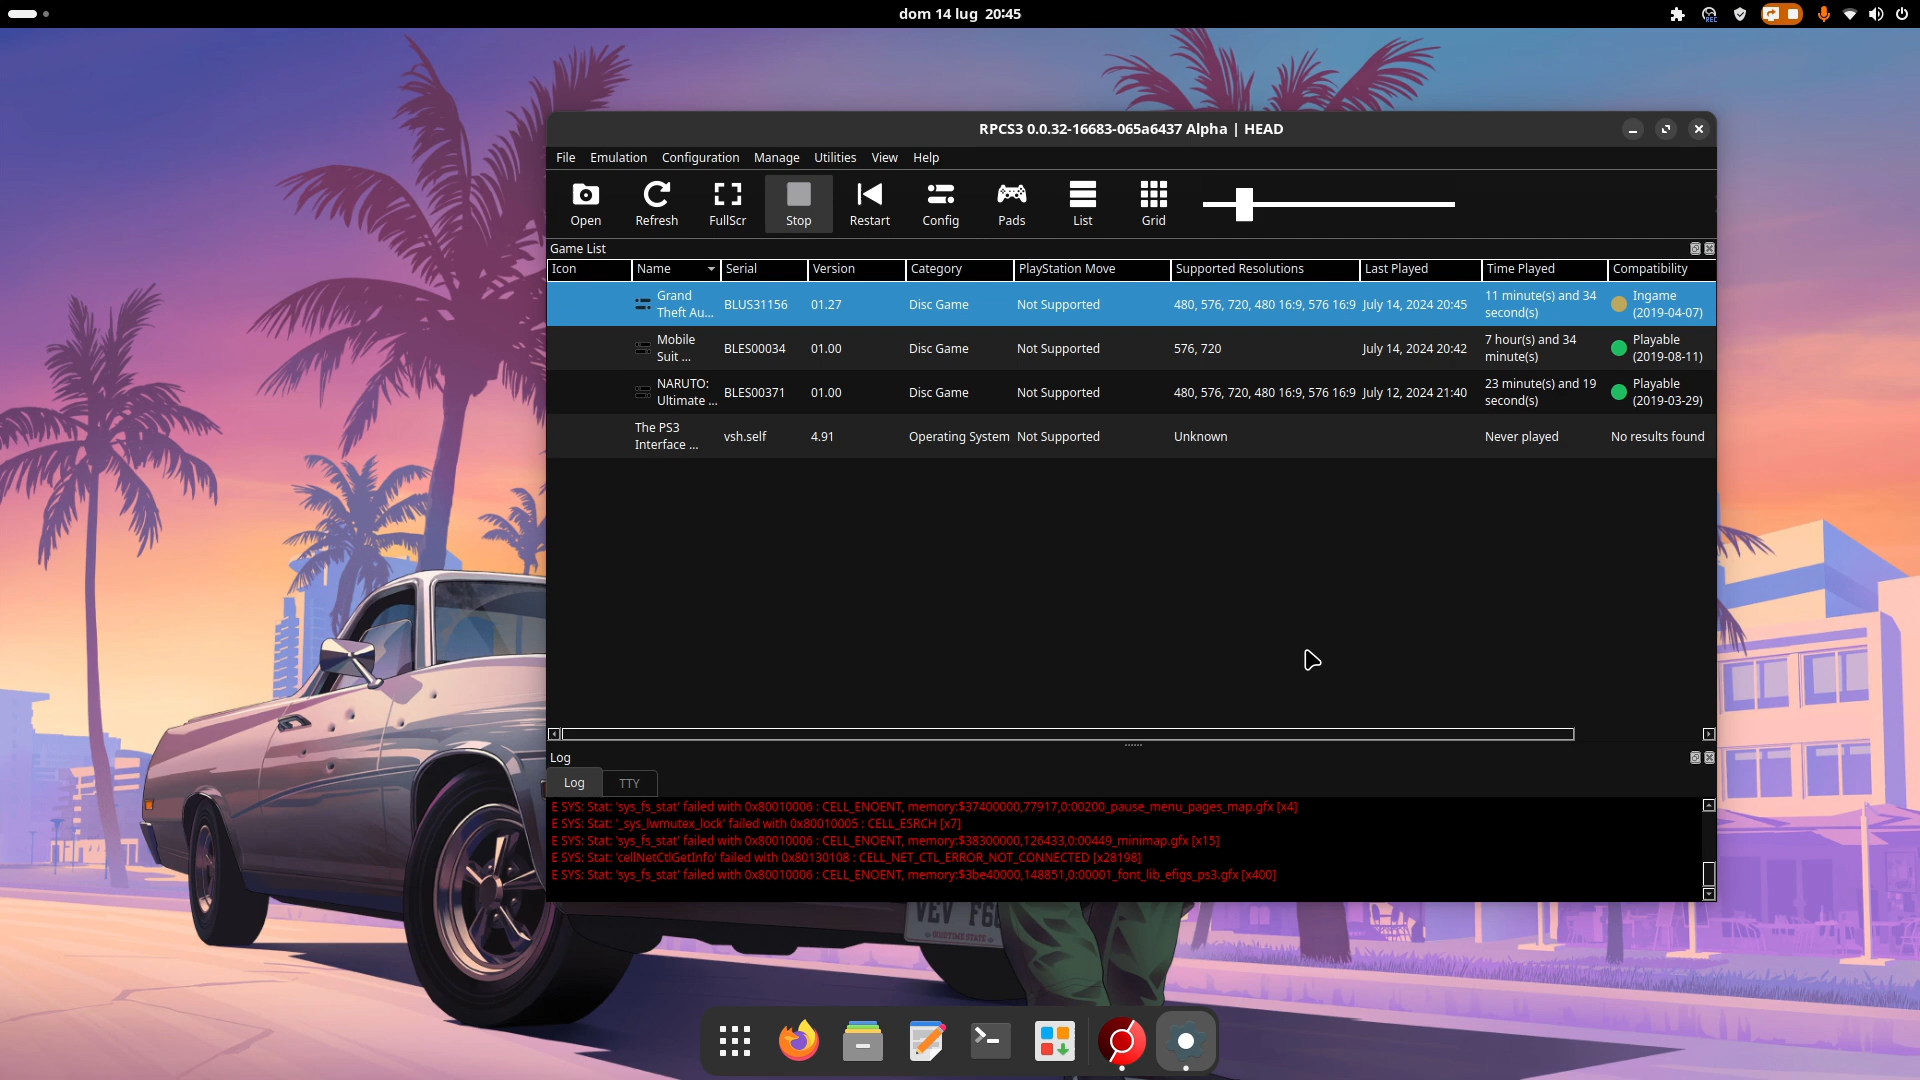 dom 14 lug 20:45
REC
RPCS3 0.0.32-16683-065a6437 Alpha | HEAD
File Emulation Configuration Manage Utilities View Help
Open Refresh FullScr Stop Restart Config Pads List Grid
Game List
Icon Name Serial Version Category PlayStation Move Supported Resolutions Last Played Time Played Compatibility
Grand Theft Au... BLUS31156 01.27 Disc Game Not Supported 480, 576, 720, 480 16:9, 576 16:9 July 14, 2024 20:45 11 minute(s) and 34 second(s) Ingame (2019-04-07)
Mobile Suit ... BLES00034 01.00 Disc Game Not Supported 576, 720 July 14, 2024 20:42 7 hour(s) and 34 minute(s) Playable (2019-08-11)
NARUTO: Ultimate ... BLES00371 01.00 Disc Game Not Supported 480, 576, 720, 480 16:9, 576 16:9 July 12, 2024 21:40 23 minute(s) and 19 second(s) Playable (2019-03-29)
The PS3 Interface ... vsh.self 4.91 Operating System Not Supported Unknown Never played No results found
Log
Log TTY
E SYS: Stat: 'sys_fs_stat' failed with 0x80010006 : CELL_ENOENT, memory:$37400000,77917,0:00200_pause_menu_pages_map.gfx [x4]
E SYS: Stat: '_sys_lwmutex_lock' failed with 0x80010005 : CELL_ESRCH [x7]
E SYS: Stat: 'sys_fs_stat' failed with 0x80010006 : CELL_ENOENT, memory:$38300000,126433,0:00449_minimap.gfx [x15]
E SYS: Stat: 'cellNetCtlGetInfo' failed with 0x80130108 : CELL_NET_CTL_ERROR_NOT_CONNECTED [x28198]
E SYS: Stat: 'sys_fs_stat' failed with 0x80010006 : CELL_ENOENT, memory:$3be40000,148851,0:00001_font_lib_efigs_ps3.gfx [x400]
VEV